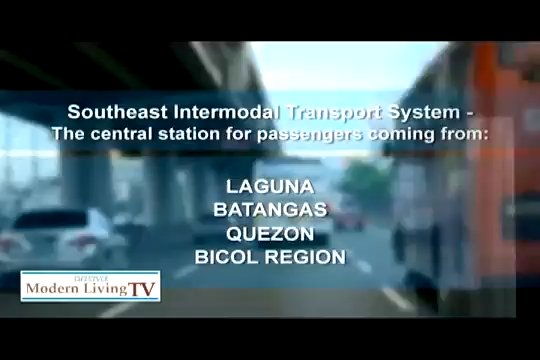 Southeast Intermodal Transport System -
The central station for passengers coming from:
LAGUNA
BATANGAS
QUEZON
BICOL REGION
LIFESTYLE
Modern Living TV